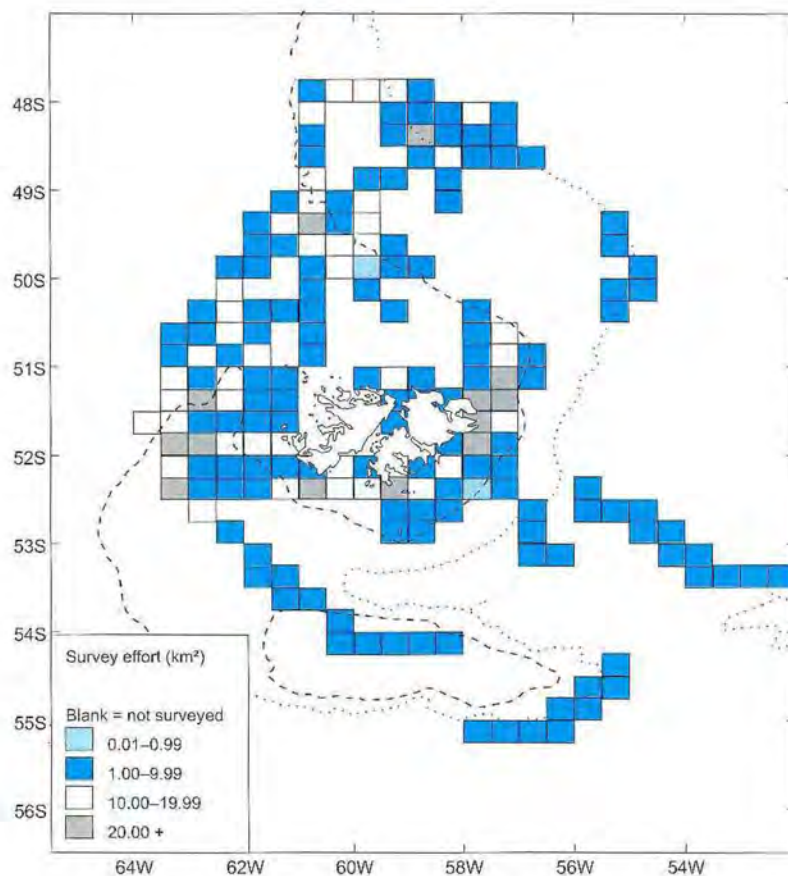 48S
49S
50S
51S
52S
53S
54S
55S
56S
Survey effort (km²)
Blank = not surveyed
0.01–0.99
1.00–9.99
10.00–19.99
20.00 +
64W 62W 60W 58W 56W 54W